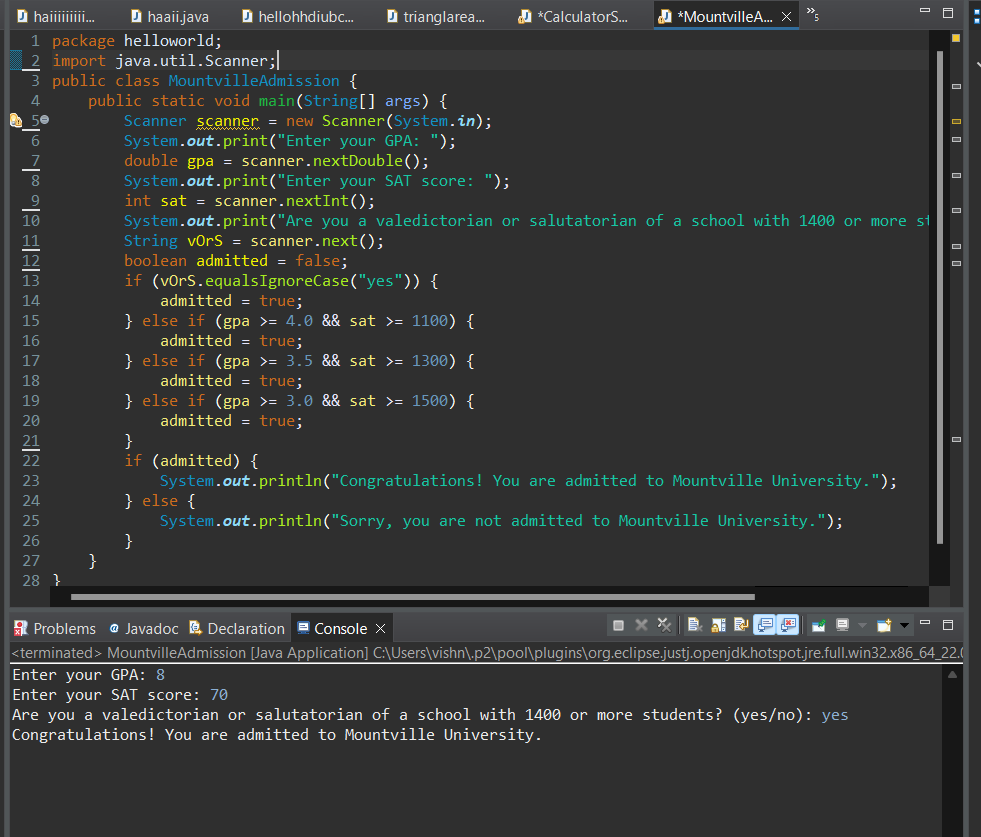 haiiiiiiiii...
haaii.java
hellohhdiubc...
trianglarea...
*CalculatorS...
*MountvilleA...
»5
1 package helloworld;
2 import java.util.Scanner;
3 public class MountvilleAdmission {
4 public static void main(String[] args) {
5 Scanner scanner = new Scanner(System.in);
6 System.out.print("Enter your GPA: ");
7 double gpa = scanner.nextDouble();
8 System.out.print("Enter your SAT score: ");
9 int sat = scanner.nextInt();
10 System.out.print("Are you a valedictorian or salutatorian of a school with 1400 or more st
11 String vOrS = scanner.next();
12 boolean admitted = false;
13 if (vOrS.equalsIgnoreCase("yes")) {
14 admitted = true;
15 } else if (gpa >= 4.0 && sat >= 1100) {
16 admitted = true;
17 } else if (gpa >= 3.5 && sat >= 1300) {
18 admitted = true;
19 } else if (gpa >= 3.0 && sat >= 1500) {
20 admitted = true;
21 }
22 if (admitted) {
23 System.out.println("Congratulations! You are admitted to Mountville University.");
24 } else {
25 System.out.println("Sorry, you are not admitted to Mountville University.");
26 }
27 }
28 }
Problems @ Javadoc Declaration Console
<terminated> MountvilleAdmission [Java Application] C:\Users\vishn\.p2\pool\plugins\org.eclipse.justj.openjdk.hotspot.jre.full.win32.x86_64_22.0
Enter your GPA: 8
Enter your SAT score: 70
Are you a valedictorian or salutatorian of a school with 1400 or more students? (yes/no): yes
Congratulations! You are admitted to Mountville University.